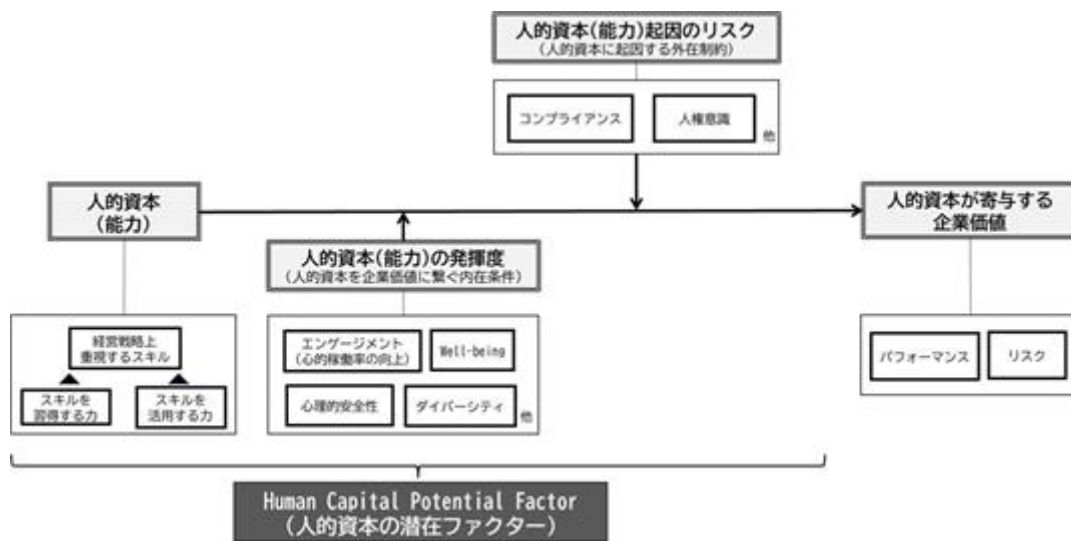 人的資本(能力)起因のリスク
(人的資本に起因する外在制約)
コンプライアンス
人権意識
他
人的資本
(能力)
人的資本が寄与する
企業価値
人的資本(能力)の発揮度
(人的資本を企業価値に繋ぐ内在条件)
経営戦略上
重視するスキル
スキルを
習得する力
スキルを
活用する力
エンゲージメント
(心的稼働率の向上)
Well-being
心理的安全性
ダイバーシティ
他
パフォーマンス
リスク
Human Capital Potential Factor
(人的資本の潜在ファクター)